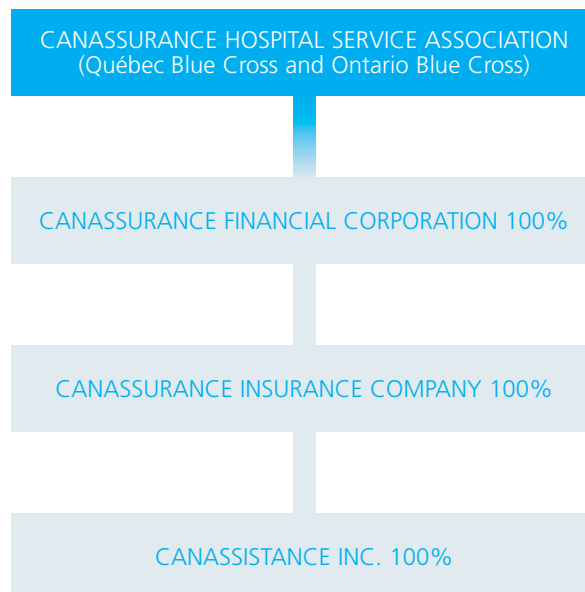 CANASSURANCE HOSPITAL SERVICE ASSOCIATION
(Québec Blue Cross and Ontario Blue Cross)
CANASSURANCE FINANCIAL CORPORATION 100%
CANASSURANCE INSURANCE COMPANY 100%
CANASSISTANCE INC. 100%